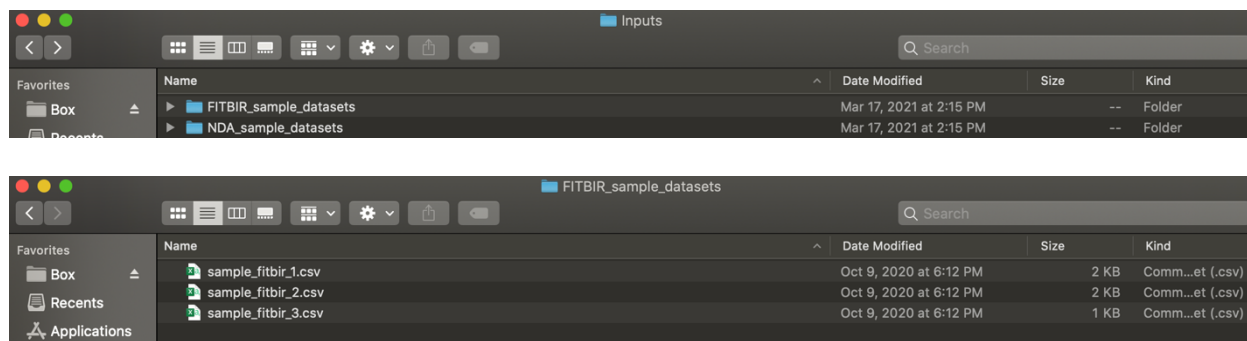 Inputs
Search
Favorites Name Date Modified Size Kind
Box FITBIR_sample_datasets Mar 17, 2021 at 2:15 PM -- Folder
Recents NDA_sample_datasets Mar 17, 2021 at 2:15 PM -- Folder
FITBIR_sample_datasets
Search
Favorites Name Date Modified Size Kind
Box sample_fitbir_1.csv Oct 9, 2020 at 6:12 PM 2 KB Comm...et (.csv)
Recents sample_fitbir_2.csv Oct 9, 2020 at 6:12 PM 2 KB Comm...et (.csv)
sample_fitbir_3.csv Oct 9, 2020 at 6:12 PM 1 KB Comm...et (.csv)
Applications